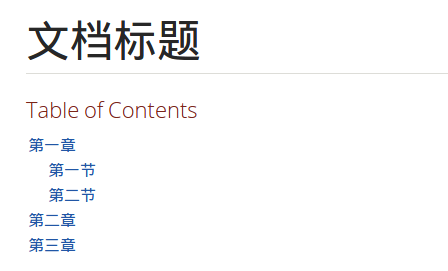 文档标题
Table of Contents
第一章
第一节
第二节
第二章
第三章